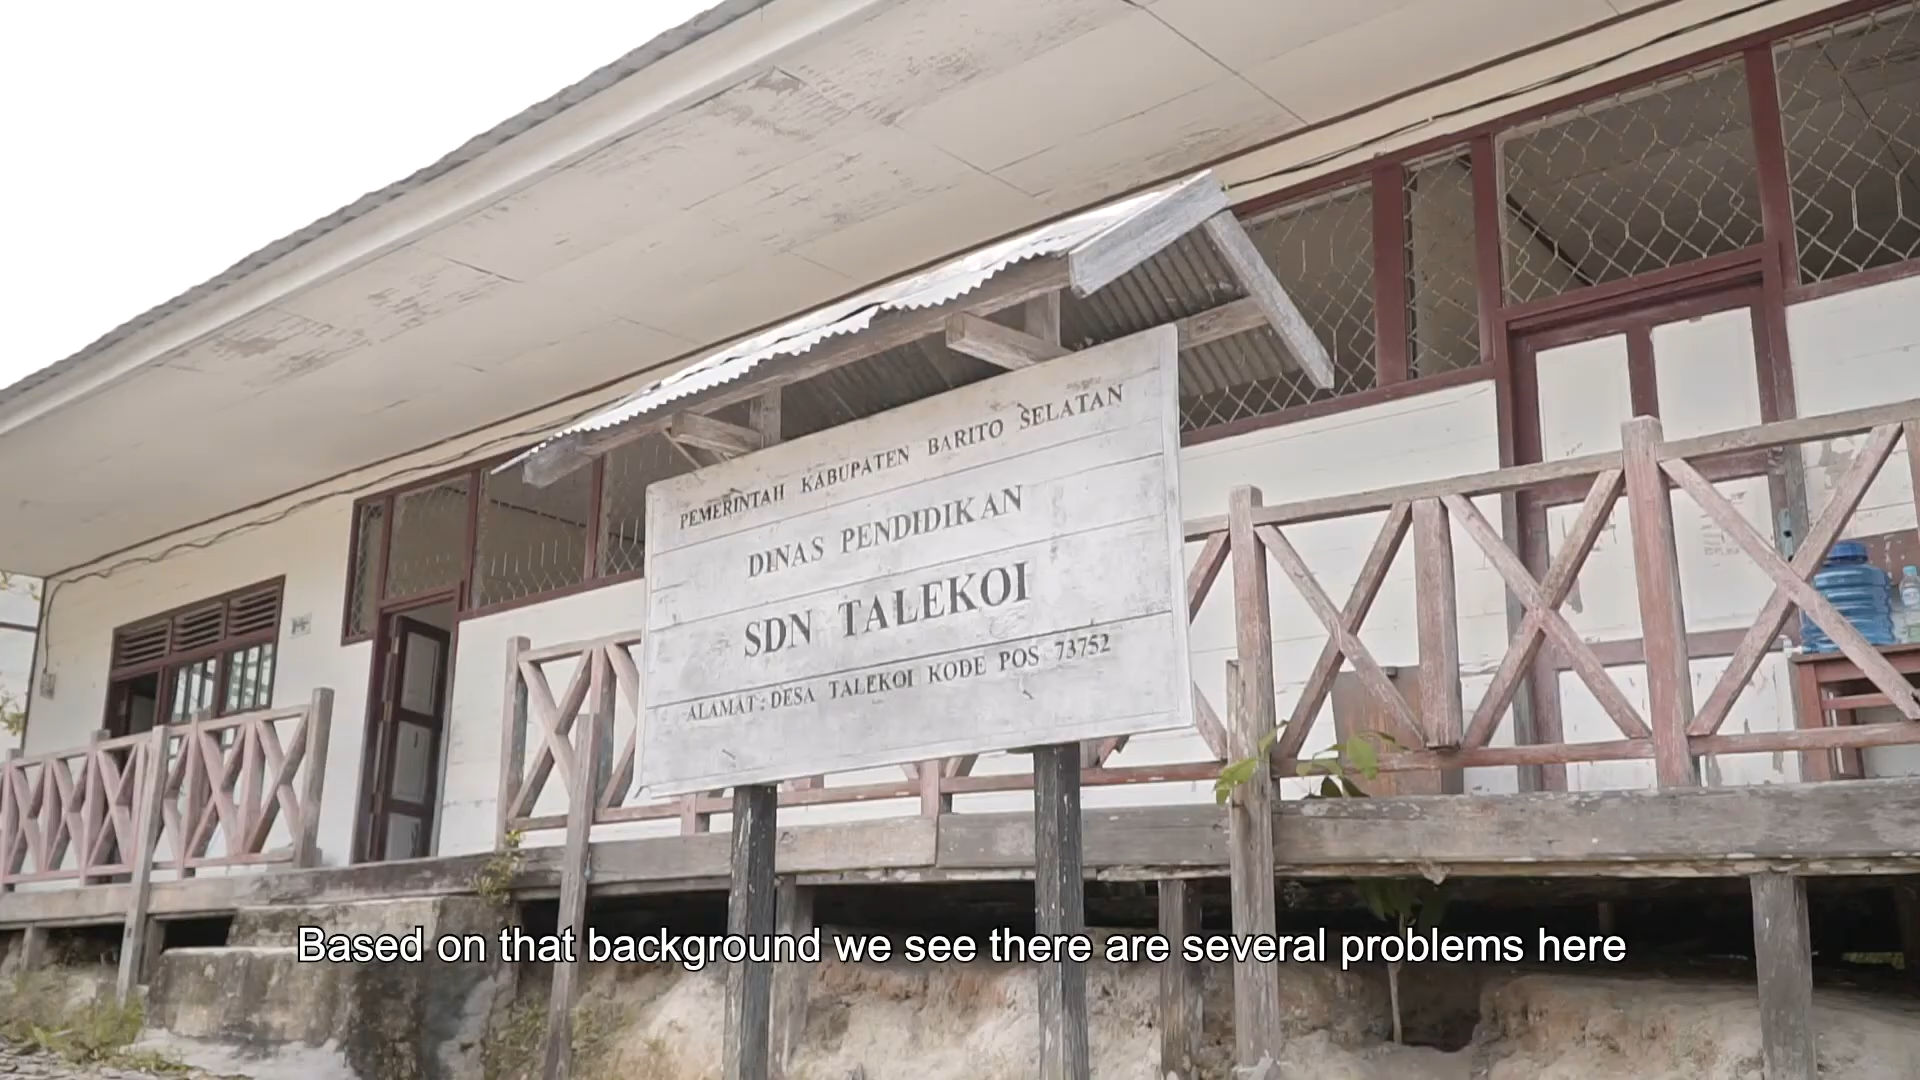 PEMERINTAH KABUPATEN BARITO SELATAN
DINAS PENDIDIKAN
SDN TALEKOI
ALAMAT : DESA TALEKOI KODE POS 73752
Based on that background we see there are several problems here